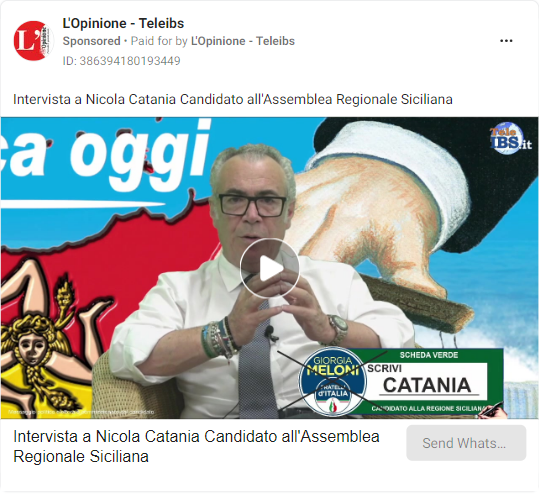 L'Opinione - Teleibs
Sponsored • Paid for by L'Opinione - Teleibs
ID: 386394180193449
Intervista a Nicola Catania Candidato all'Assemblea Regionale Siciliana
ca oggi
Tele
IBS.it
L'
Opinione
SCHEDA VERDE
GIORGIA
MELONI
SCRIVI
CATANIA
FRATELLI
d'ITALIA
CANDIDATO ALLA REGIONE SICILIANA
Intervista a Nicola Catania Candidato all'Assemblea
Regionale Siciliana
Send Whats...